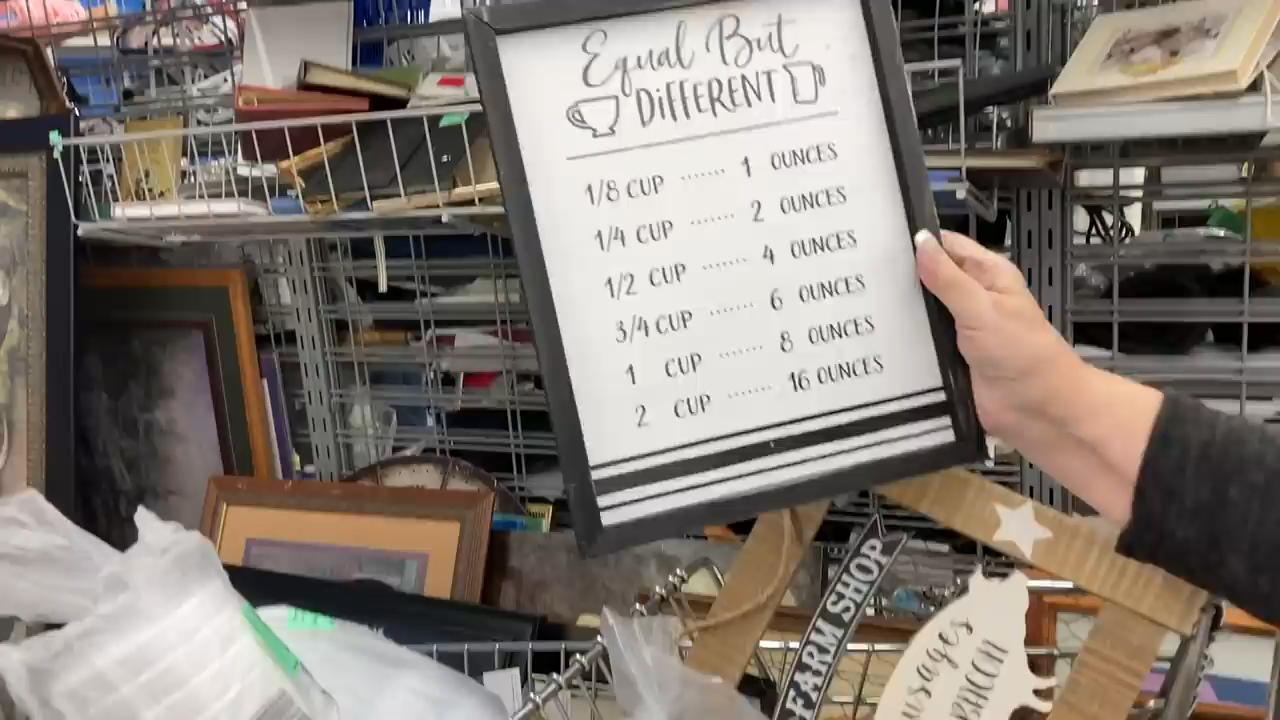 Equal But
DiFFERENT
1/8 CUP ....... 1 OUNCES
1/4 CUP ....... 2 OUNCES
1/2 CUP ....... 4 OUNCES
3/4 CUP ....... 6 OUNCES
1 CUP ....... 8 OUNCES
2 CUP ....... 16 OUNCES
FARM SHOP
BACON